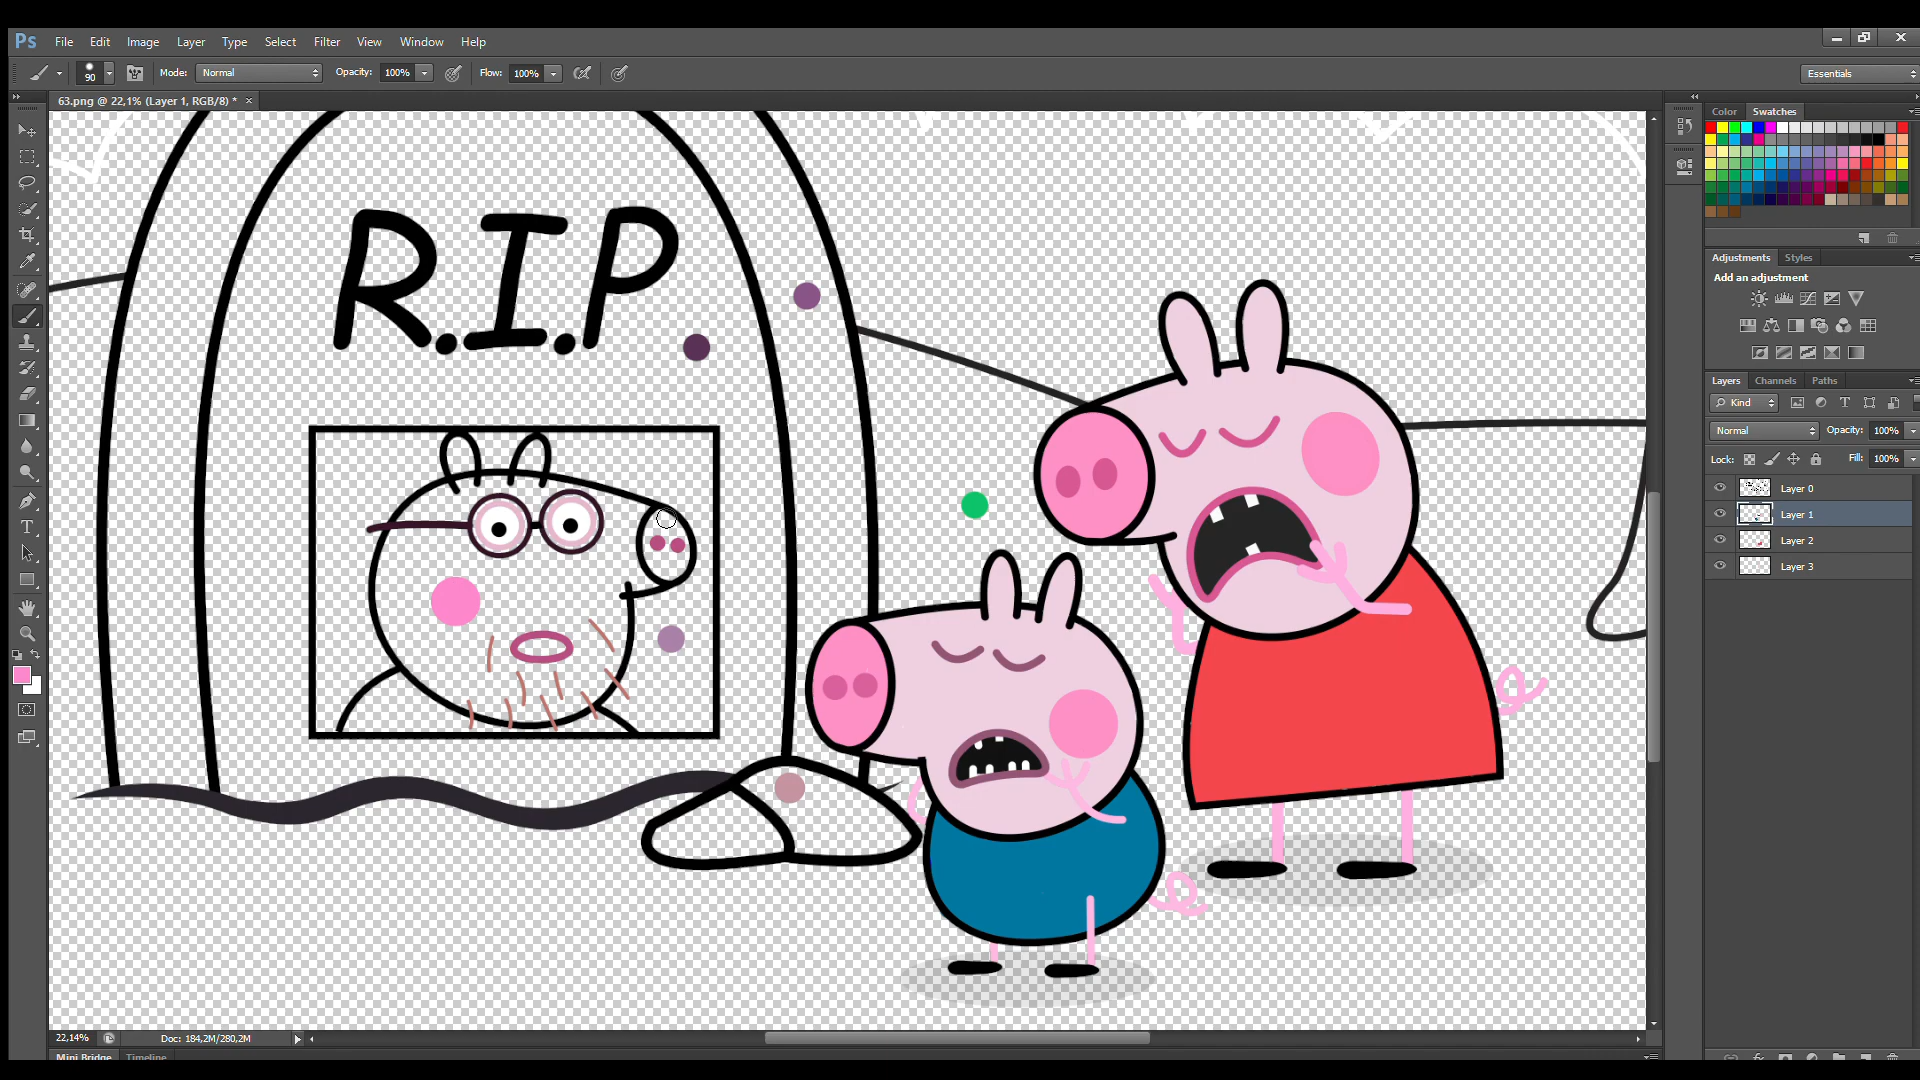 Ps File Edit Image Layer Type Select Filter View Window Help
90 Mode: Normal Opacity: 100% Flow: 100% Essentials
63.png @ 22,1% (Layer 1, RGB/8) * ×
Color Swatches
R.I.P
Adjustments Styles
Add an adjustment
Layers Channels Paths
Kind
Normal Opacity: 100%
Lock: Fill: 100%
Layer 0
Layer 1
Layer 2
Layer 3
22,14% Doc: 184,2M/280,2M
Mini Bridge Timeline